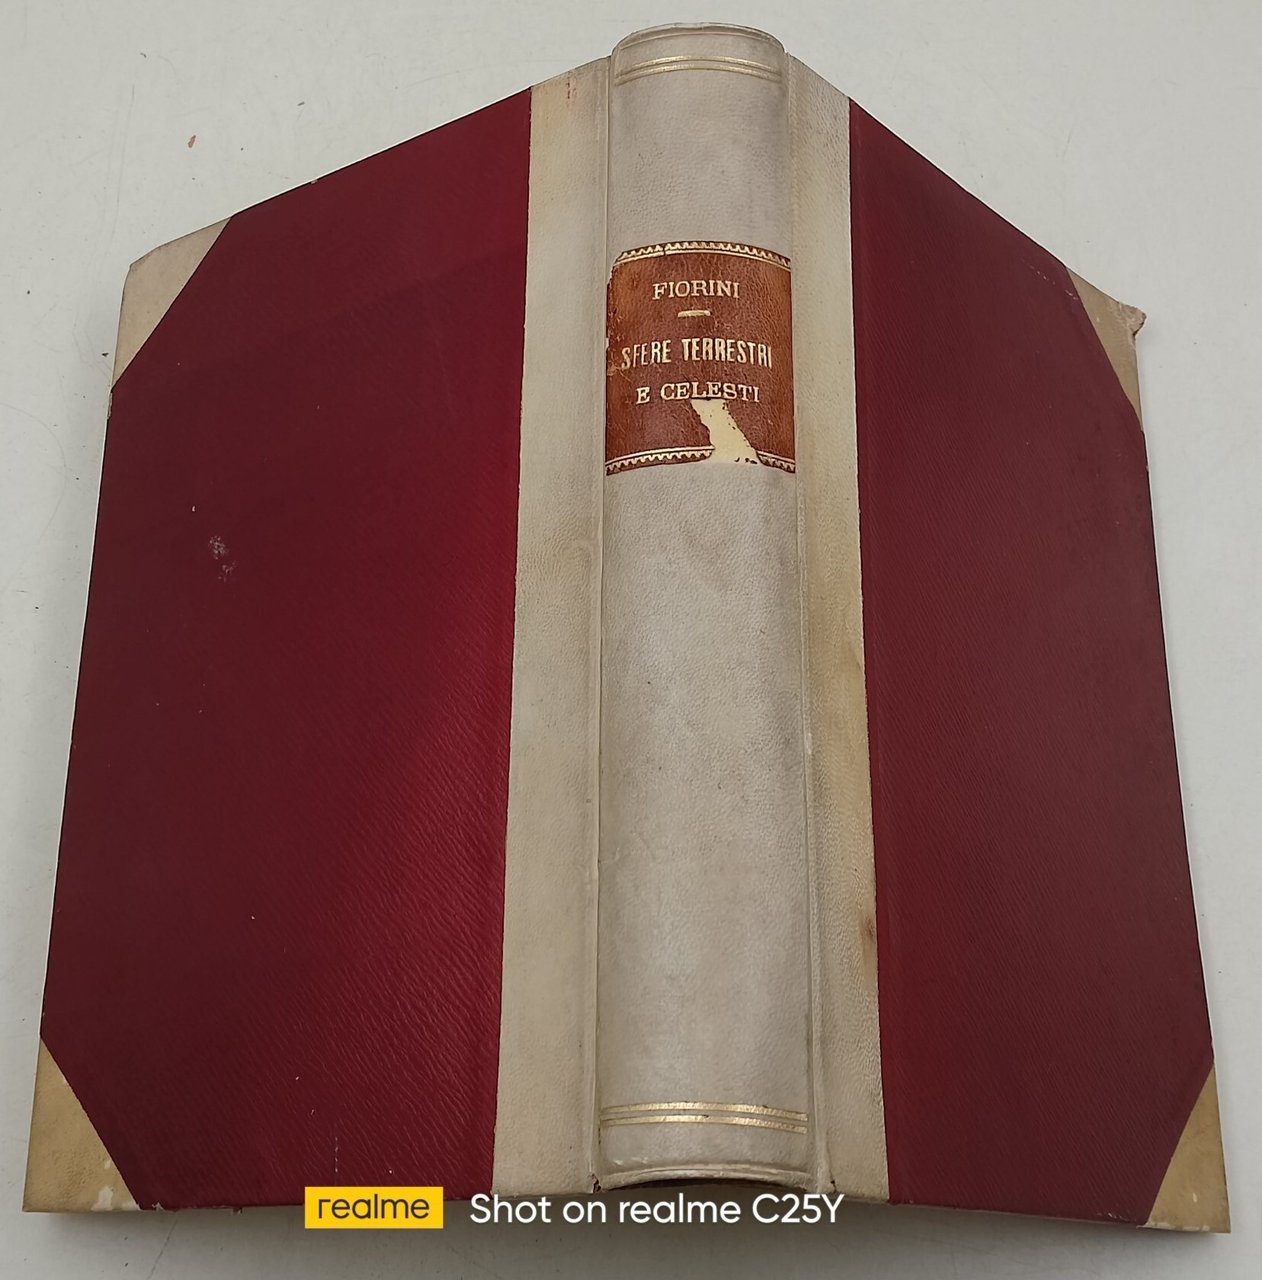 FIORINI
SFERE TERRESTRI
E CELESTI
realme Shot on realme C25Y